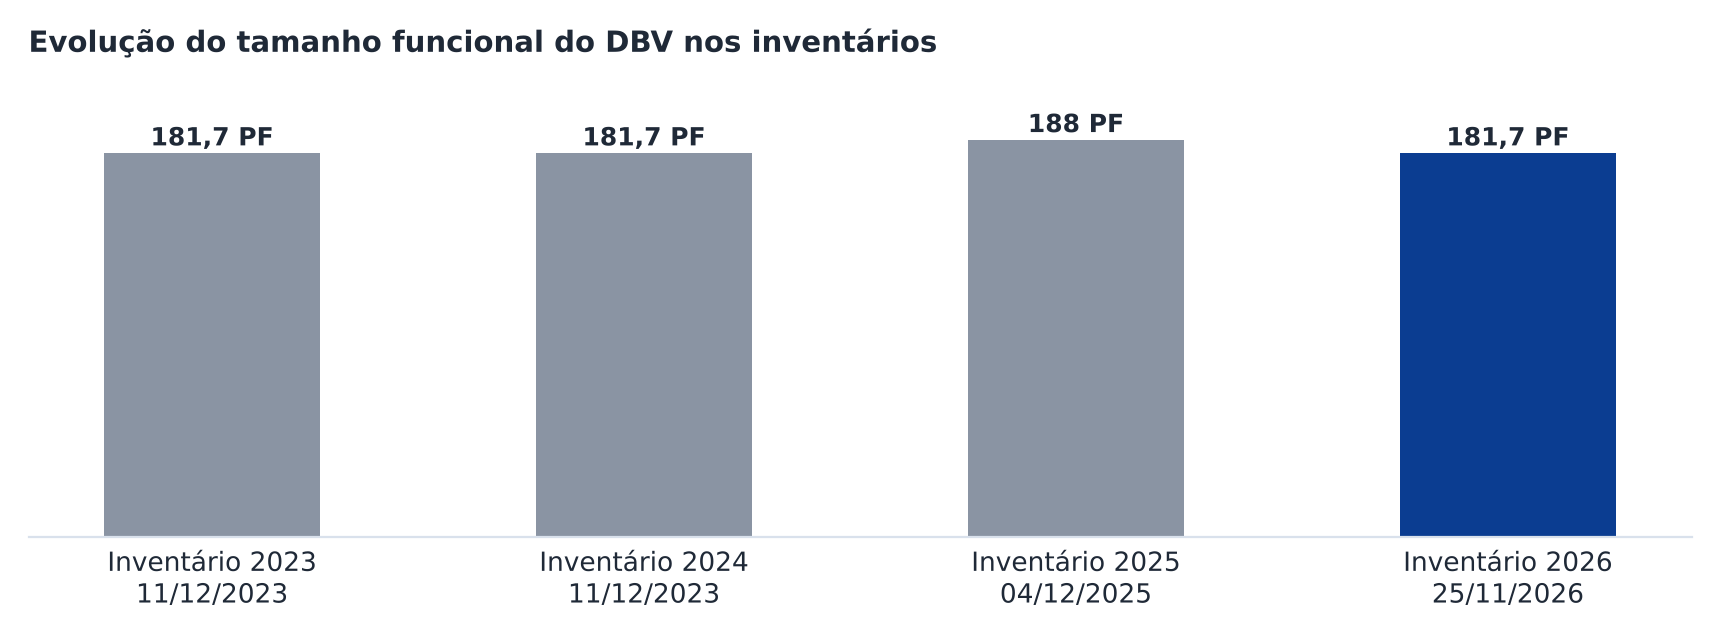 Evolução do tamanho funcional do DBV nos inventários
181,7 PF
181,7 PF
188 PF
181,7 PF
Inventário 2023
11/12/2023
Inventário 2024
11/12/2023
Inventário 2025
04/12/2025
Inventário 2026
25/11/2026